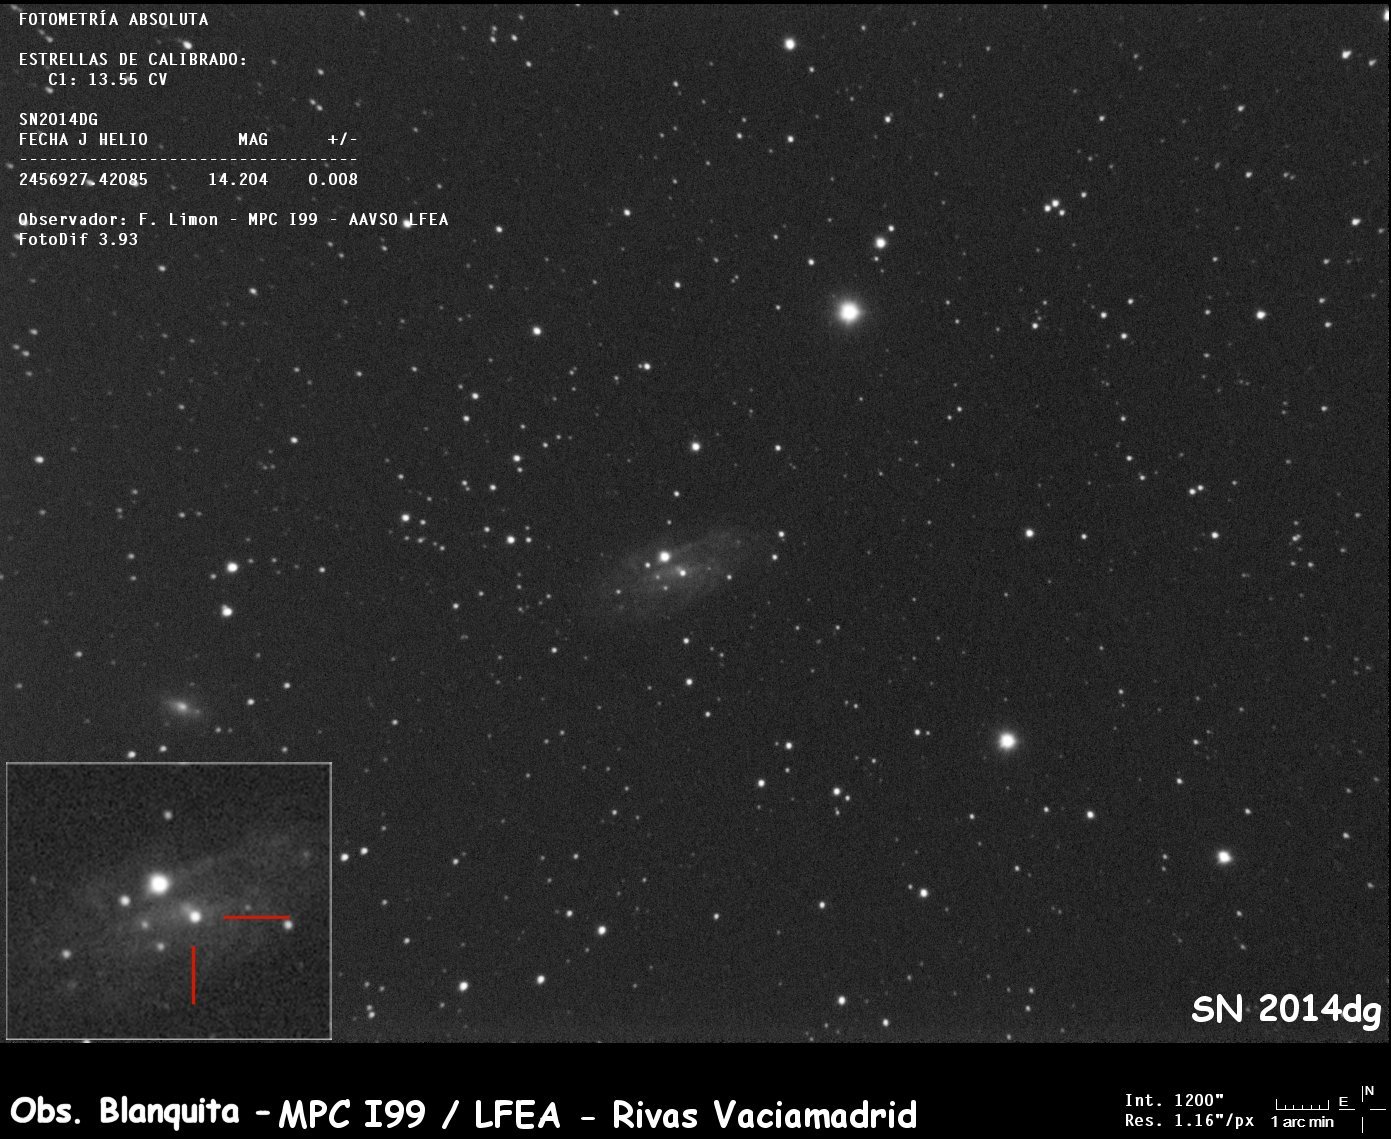 FOTOMETRÍA ABSOLUTA
ESTRELLAS DE CALIBRADO:
C1: 13.55 CV
SN2014DG
FECHA J HELIO MAG +/-
----------------------------------
2456927.42085 14.204 0.008
Observador: F. Limon - MPC I99 - AAVSO LFEA
FotoDif 3.93
SN 2014dg
Obs. Blanquita - MPC I99 / LFEA - Rivas Vaciamadrid
Int. 1200"
Res. 1.16"/px
1 arc min
E
N